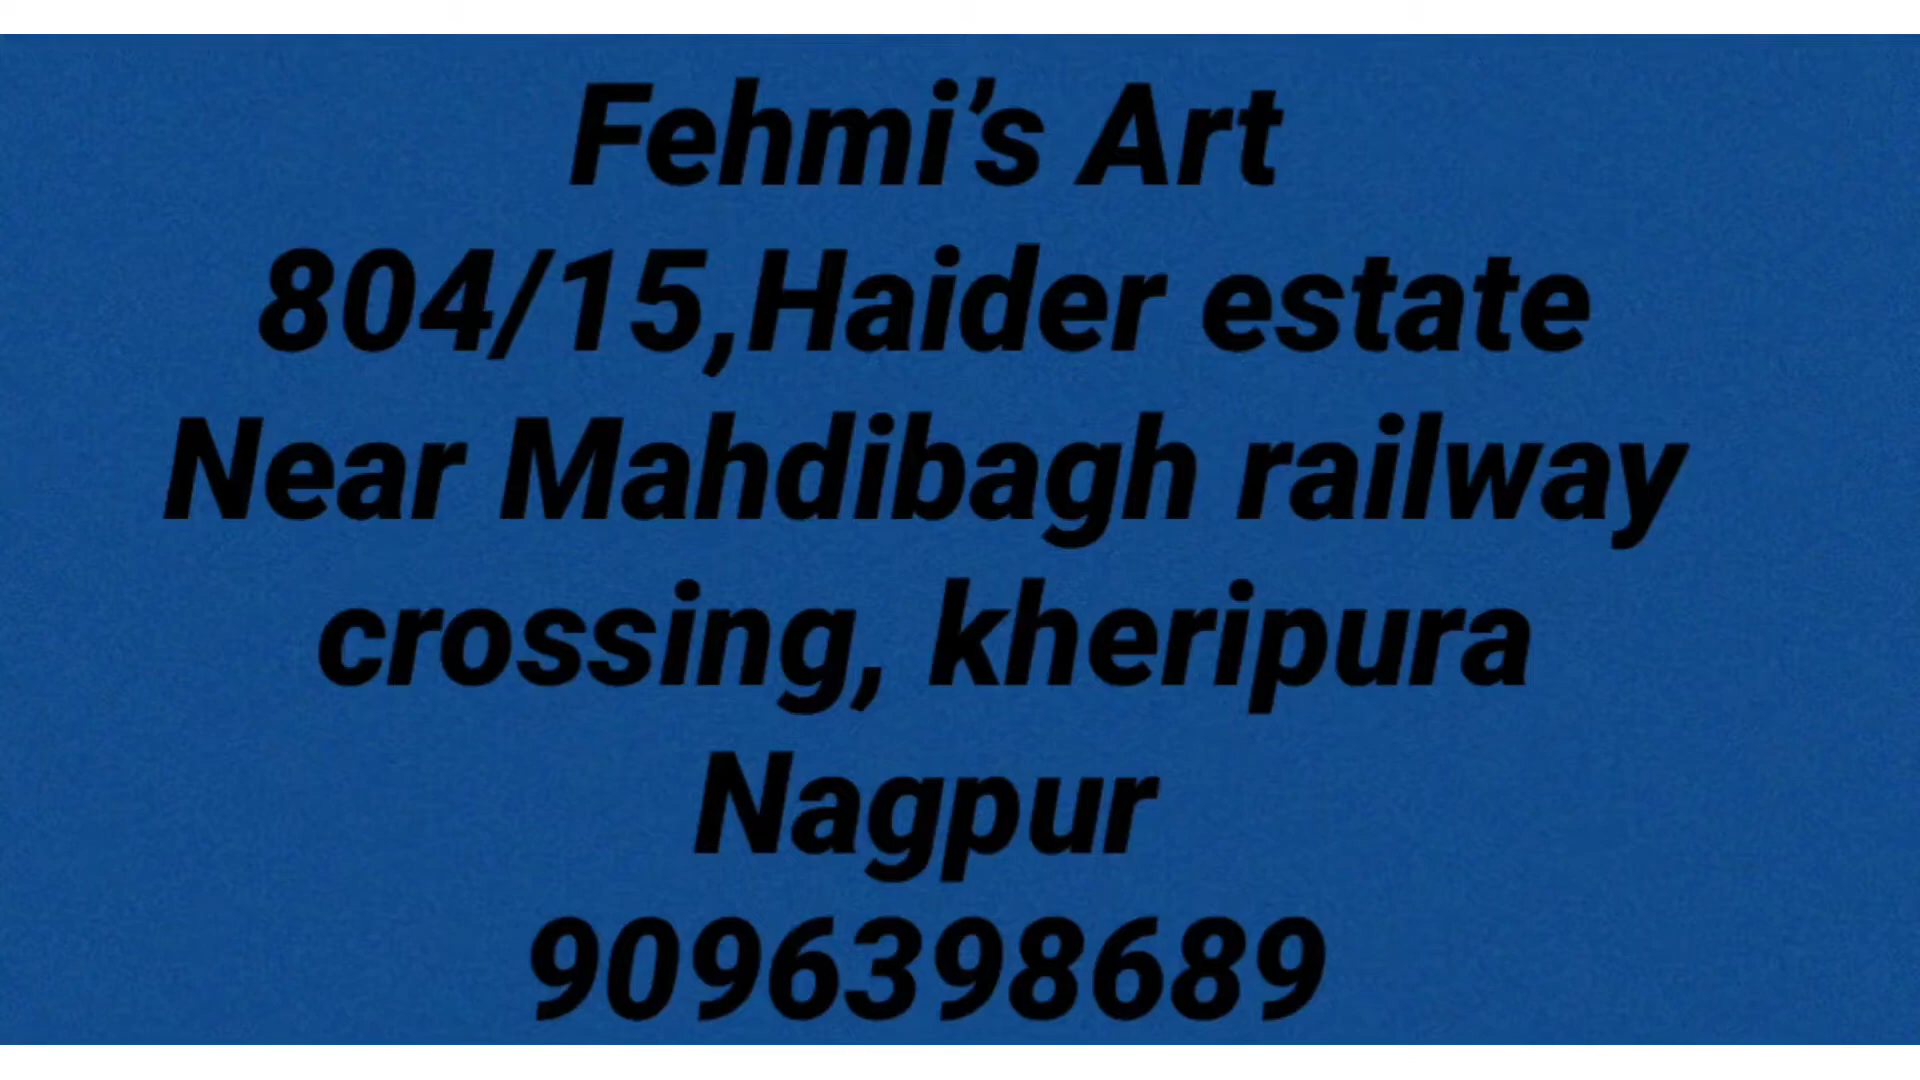 Fehmi’s Art
804/15,Haider estate
Near Mahdibagh railway
crossing, kheripura
Nagpur
9096398689